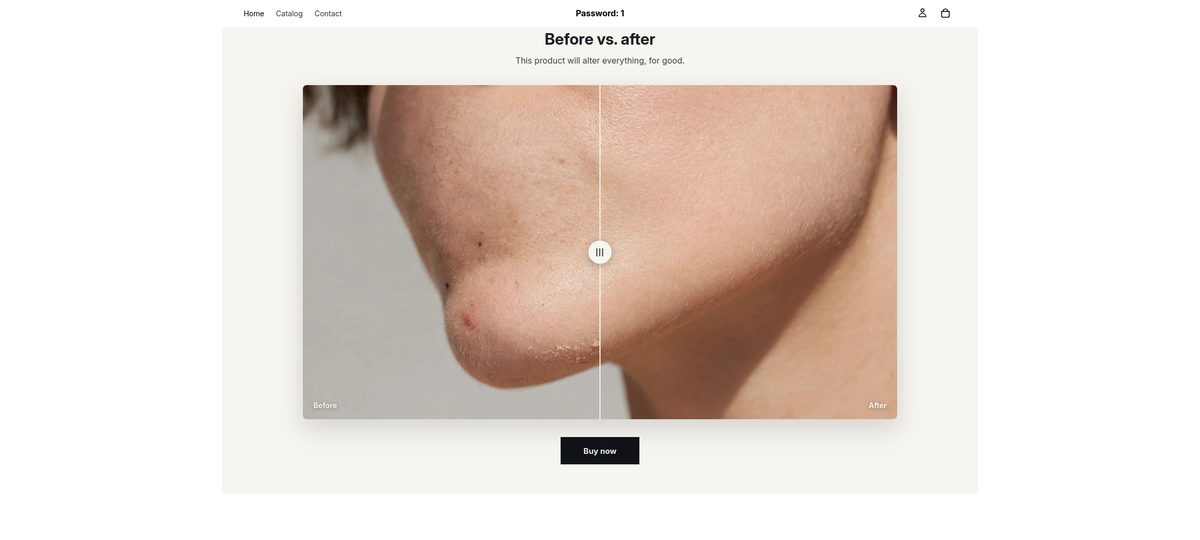 Home Catalog Contact Password: 1
Before vs. after
This product will alter everything, for good.
Before After
Buy now